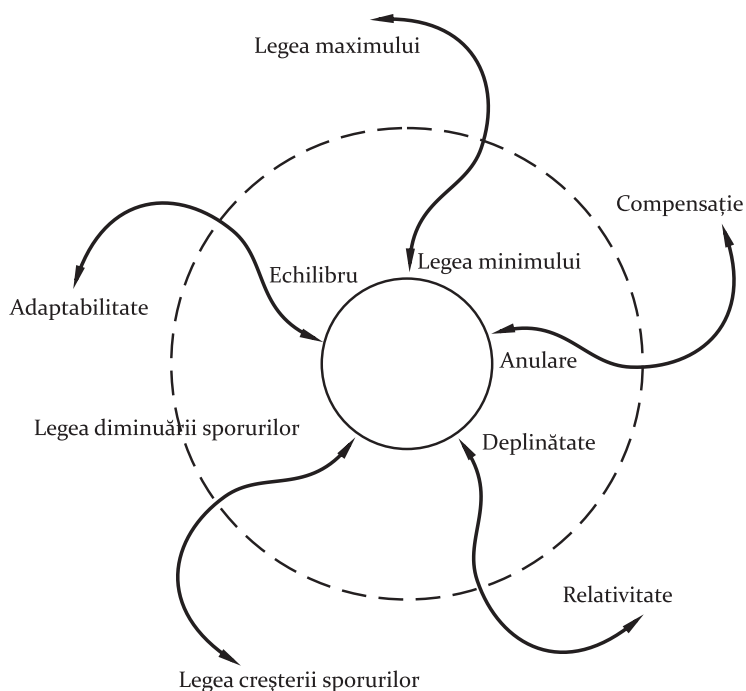 Legea maximului
Compensație
Legea minimului
Echilibru
Adaptabilitate
Anulare
Legea diminuării sporurilor
Deplinătate
Relativitate
Legea creșterii sporurilor